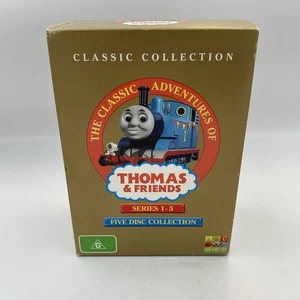 CLASSIC COLLECTION
THE CLASSIC ADVENTURES OF
THOMAS
& FRIENDS
SERIES 1-5
FIVE DISC COLLECTION
G